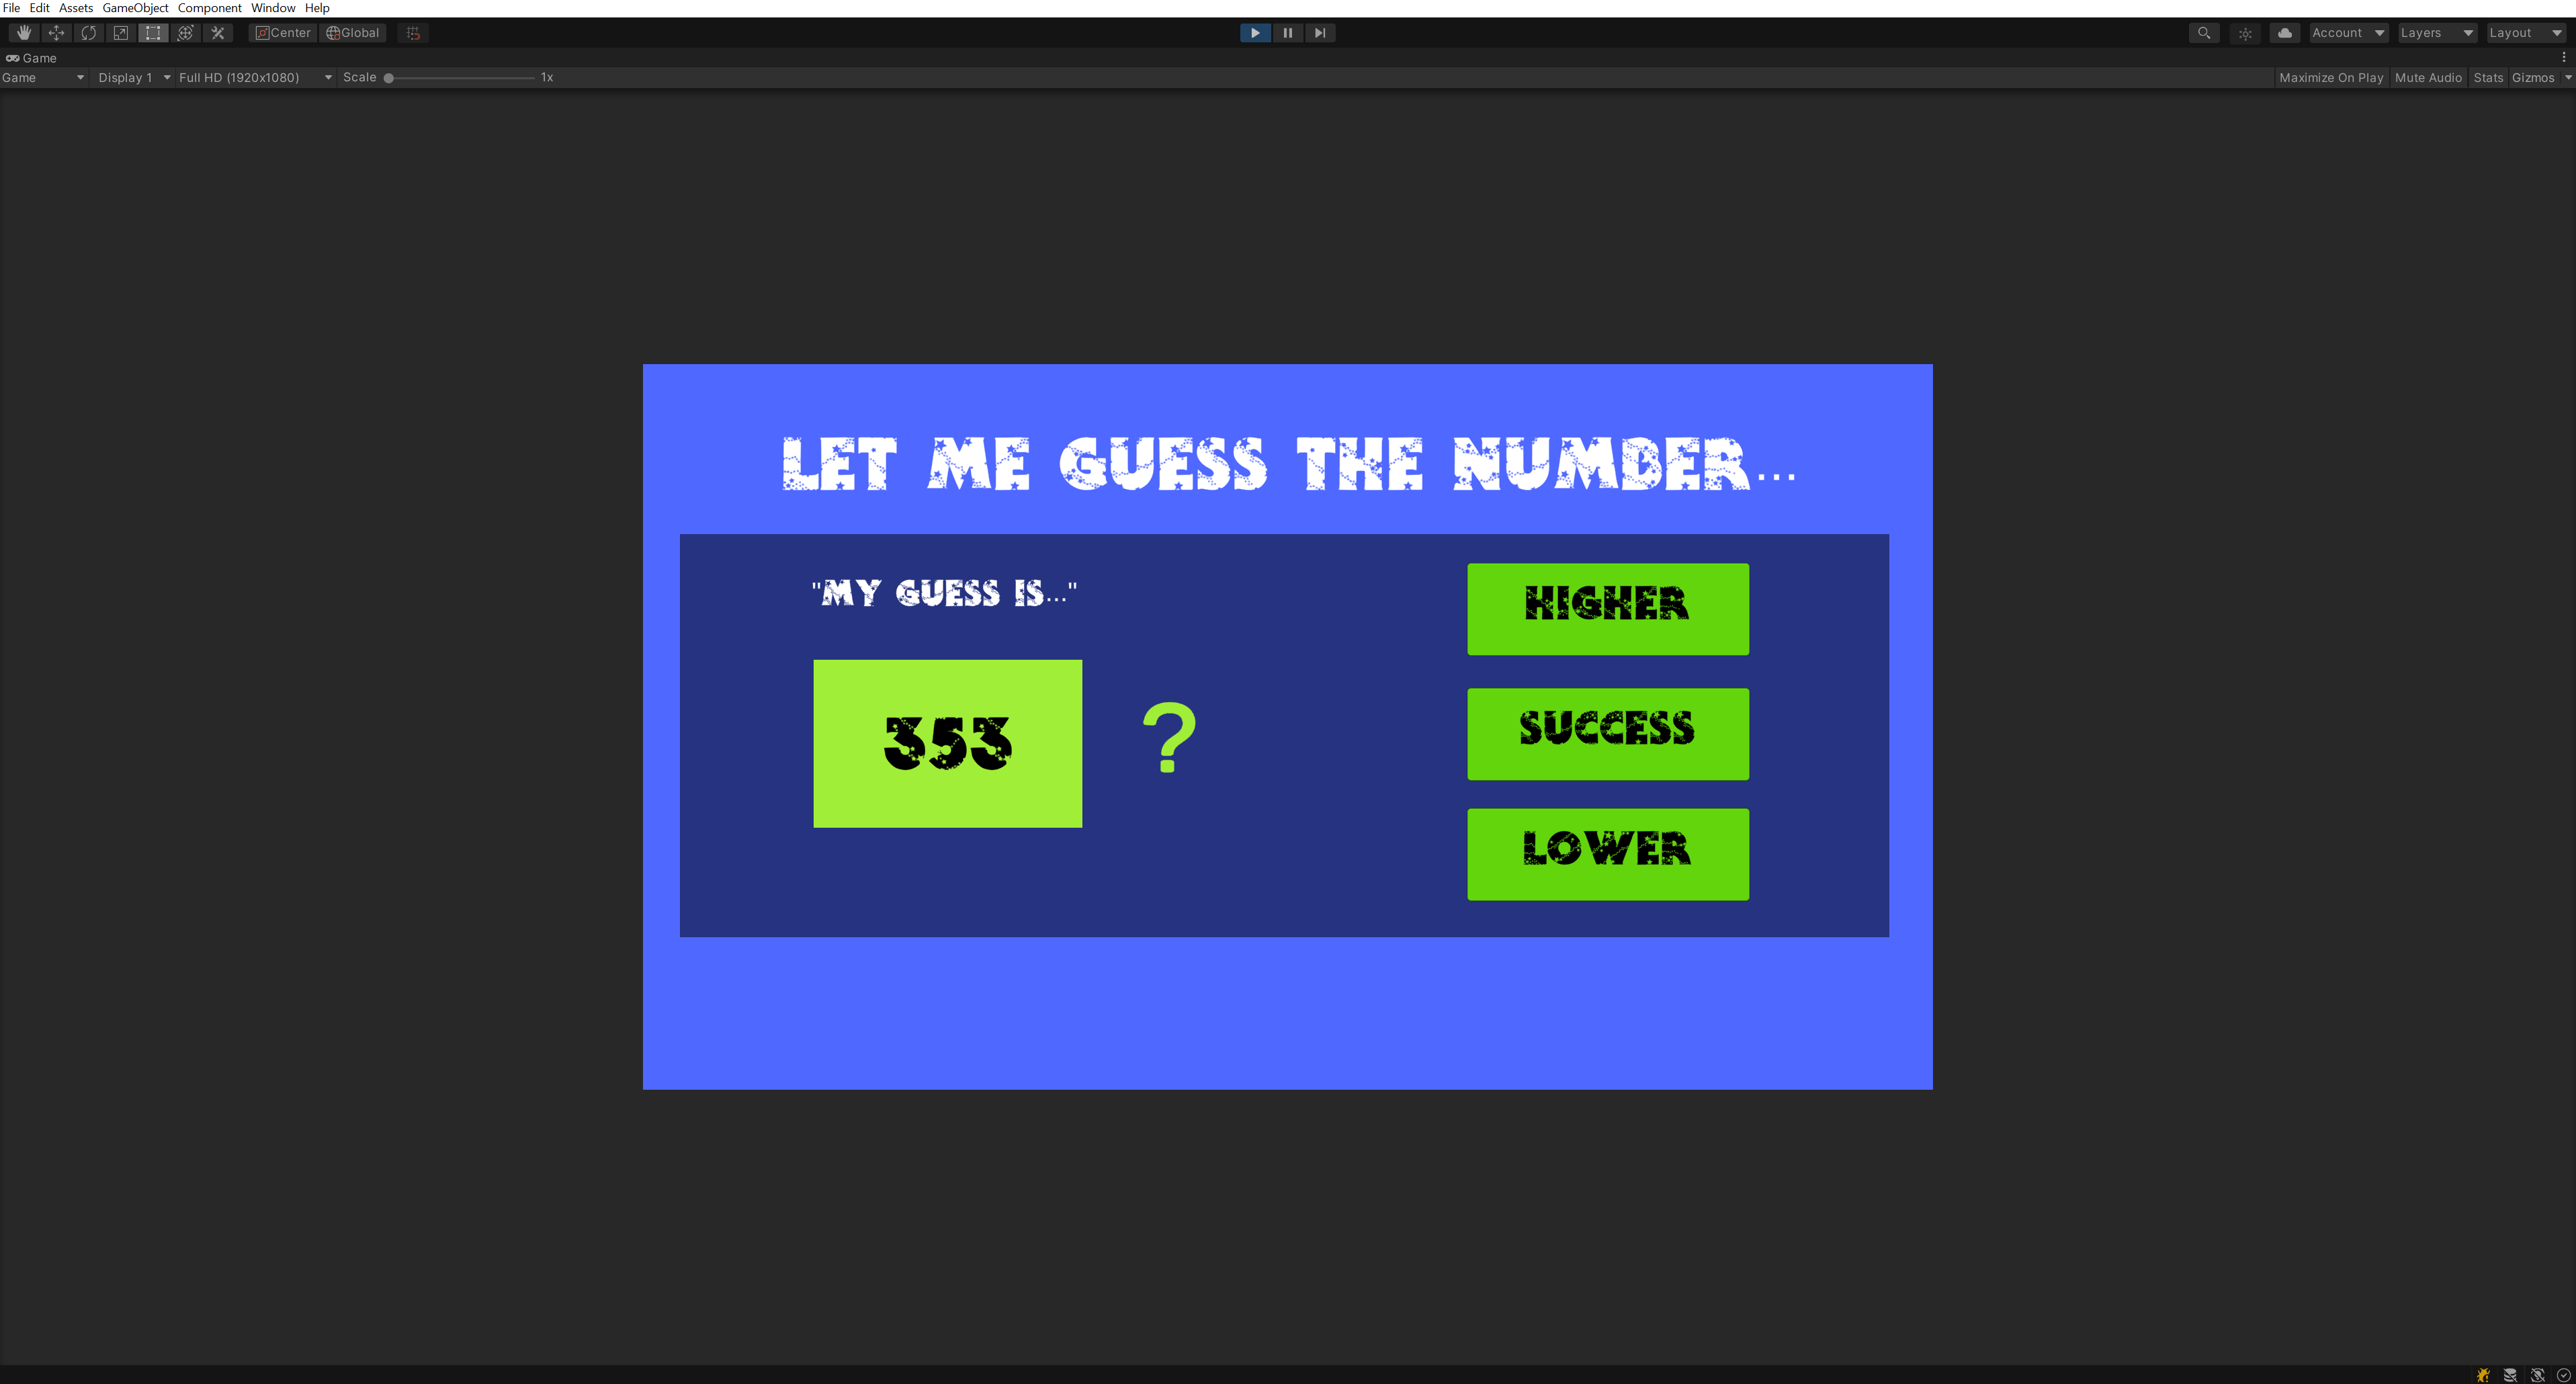 File Edit Assets GameObject Component Window Help
Center Global Account Layers Layout
Game
Game Display 1 Full HD (1920x1080) Scale 1x Maximize On Play Mute Audio Stats Gizmos
LET ME GUESS THE NUMBER...
"MY GUESS IS..."
353 ?
HIGHER
SUCCESS
LOWER